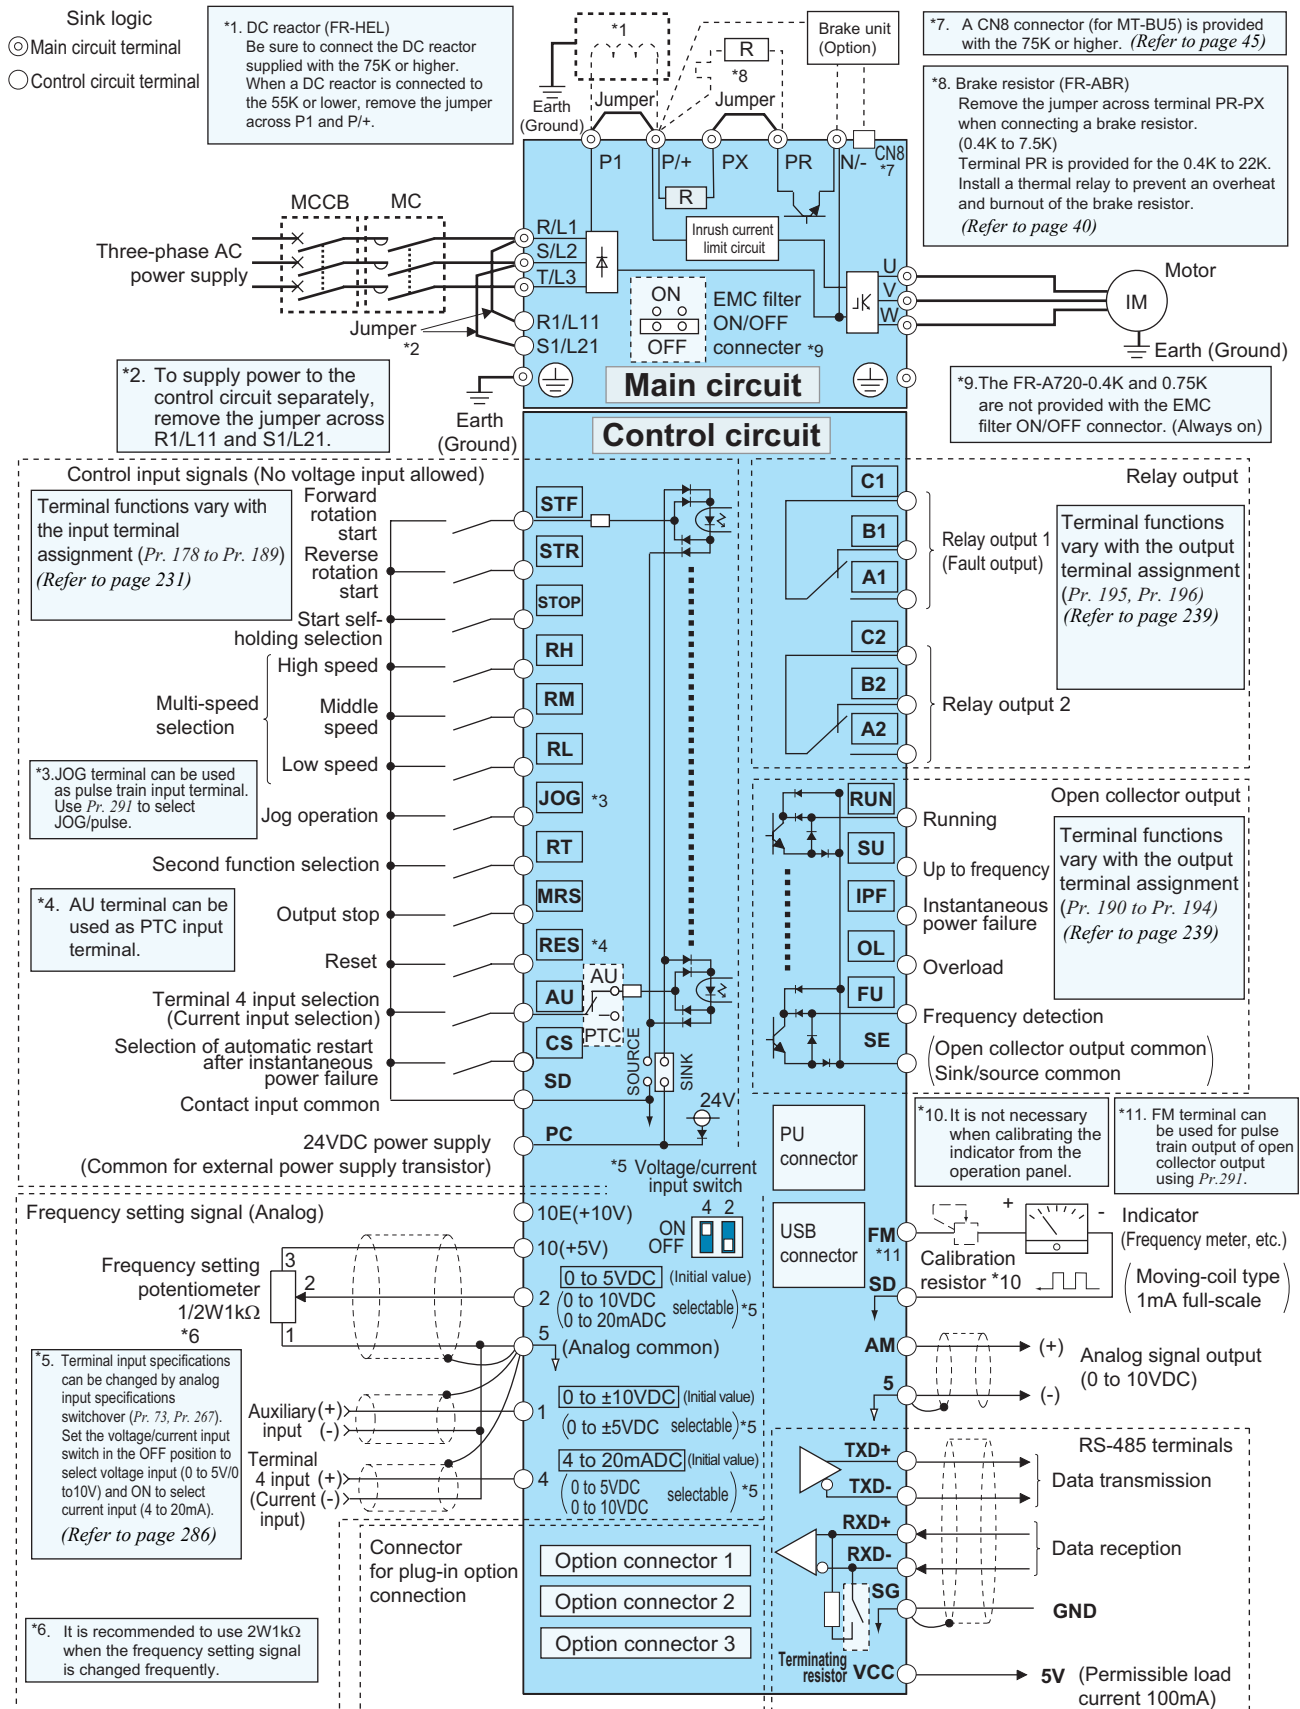 Sink logic
Main circuit terminal
Control circuit terminal
*1. DC reactor (FR-HEL)
Be sure to connect the DC reactor
supplied with the 75K or higher.
When a DC reactor is connected to
the 55K or lower, remove the jumper
across P1 and P/+.
*1
Earth
(Ground)
Jumper
R
*8
Jumper
Brake unit
(Option)
*7. A CN8 connector (for MT-BU5) is provided
with the 75K or higher. (Refer to page 45)
*8. Brake resistor (FR-ABR)
Remove the jumper across terminal PR-PX
when connecting a brake resistor.
(0.4K to 7.5K)
Terminal PR is provided for the 0.4K to 22K.
Install a thermal relay to prevent an overheat
and burnout of the brake resistor.
(Refer to page 40)
P1
P/+
PX
PR
N/-
CN8
*7
R
Inrush current
limit circuit
MCCB
MC
Three-phase AC
power supply
R/L1
S/L2
T/L3
R1/L11
S1/L21
Jumper
*2
ON
OFF
EMC filter
ON/OFF
connecter *9
U
V
W
Motor
IM
Earth (Ground)
*2. To supply power to the
control circuit separately,
remove the jumper across
R1/L11 and S1/L21.
Earth
(Ground)
Main circuit
*9.The FR-A720-0.4K and 0.75K
are not provided with the EMC
filter ON/OFF connector. (Always on)
Control circuit
Control input signals (No voltage input allowed)
Terminal functions vary with
the input terminal
assignment (Pr. 178 to Pr. 189)
(Refer to page 231)
Forward
rotation
start
STF
Reverse
rotation
start
STR
Start self-
holding selection
STOP
Multi-speed
selection
High speed
RH
Middle
speed
RM
Low speed
RL
*3.JOG terminal can be used
as pulse train input terminal.
Use Pr. 291 to select
JOG/pulse.
Jog operation
JOG *3
Second function selection
RT
*4. AU terminal can be
used as PTC input
terminal.
Output stop
MRS
Reset
RES *4
Terminal 4 input selection
(Current input selection)
AU
AU
PTC
Selection of automatic restart
after instantaneous
power failure
CS
SOURCE
SINK
Contact input common
SD
24V
24VDC power supply
(Common for external power supply transistor)
PC
Relay output
C1
B1
A1
Relay output 1
(Fault output)
Terminal functions
vary with the output
terminal assignment
(Pr. 195, Pr. 196)
(Refer to page 239)
C2
B2
A2
Relay output 2
Open collector output
RUN
Running
SU
Up to frequency
IPF
Instantaneous
power failure
OL
Overload
FU
Frequency detection
SE
(Open collector output common
Sink/source common)
Terminal functions
vary with the output
terminal assignment
(Pr. 190 to Pr. 194)
(Refer to page 239)
PU
connector
*10.It is not necessary
when calibrating the
indicator from the
operation panel.
*11. FM terminal can
be used for pulse
train output of open
collector output
using Pr.291.
*5 Voltage/current
input switch
4 2
ON
OFF
USB
connector
Frequency setting signal (Analog)
10E(+10V)
10(+5V)
Frequency setting
potentiometer
1/2W1kΩ
*6
3
2
1
2
0 to 5VDC (Initial value)
(0 to 10VDC
0 to 20mADC selectable) *5
5
(Analog common)
FM
*11
SD
+
-
Calibration
resistor *10
Indicator
(Frequency meter, etc.)
(Moving-coil type
1mA full-scale)
AM
5
(+)
(-)
Analog signal output
(0 to 10VDC)
*5. Terminal input specifications
can be changed by analog
input specifications
switchover (Pr. 73, Pr. 267).
Set the voltage/current input
switch in the OFF position to
select voltage input (0 to 5V/0
to10V) and ON to select
current input (4 to 20mA).
(Refer to page 286)
Auxiliary (+)
input (-)
1
0 to ±10VDC (Initial value)
(0 to ±5VDC selectable) *5
Terminal
4 input (+)
(Current (-)
input)
4
4 to 20mADC (Initial value)
(0 to 5VDC
0 to 10VDC selectable) *5
RS-485 terminals
TXD+
TXD-
Data transmission
RXD+
RXD-
Data reception
SG
GND
Terminating
resistor
VCC
5V (Permissible load
current 100mA)
Connector
for plug-in option
connection
Option connector 1
Option connector 2
Option connector 3
*6. It is recommended to use 2W1kΩ
when the frequency setting signal
is changed frequently.